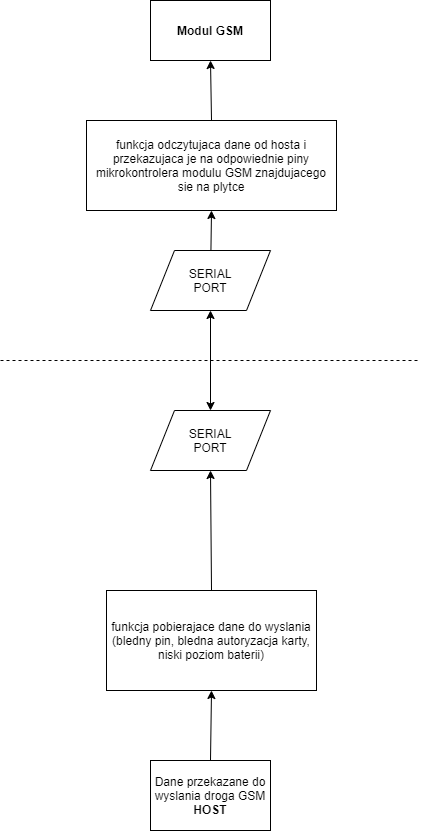 Modul GSM
funkcja odczytujaca dane od hosta i
przekazujaca je na odpowiednie piny
mikrokontrolera modulu GSM znajdujacego
sie na plytce
SERIAL
PORT
SERIAL
PORT
funkcja pobierajace dane do wyslania
(bledny pin, bledna autoryzacja karty,
niski poziom baterii)
Dane przekazane do
wyslania droga GSM
HOST